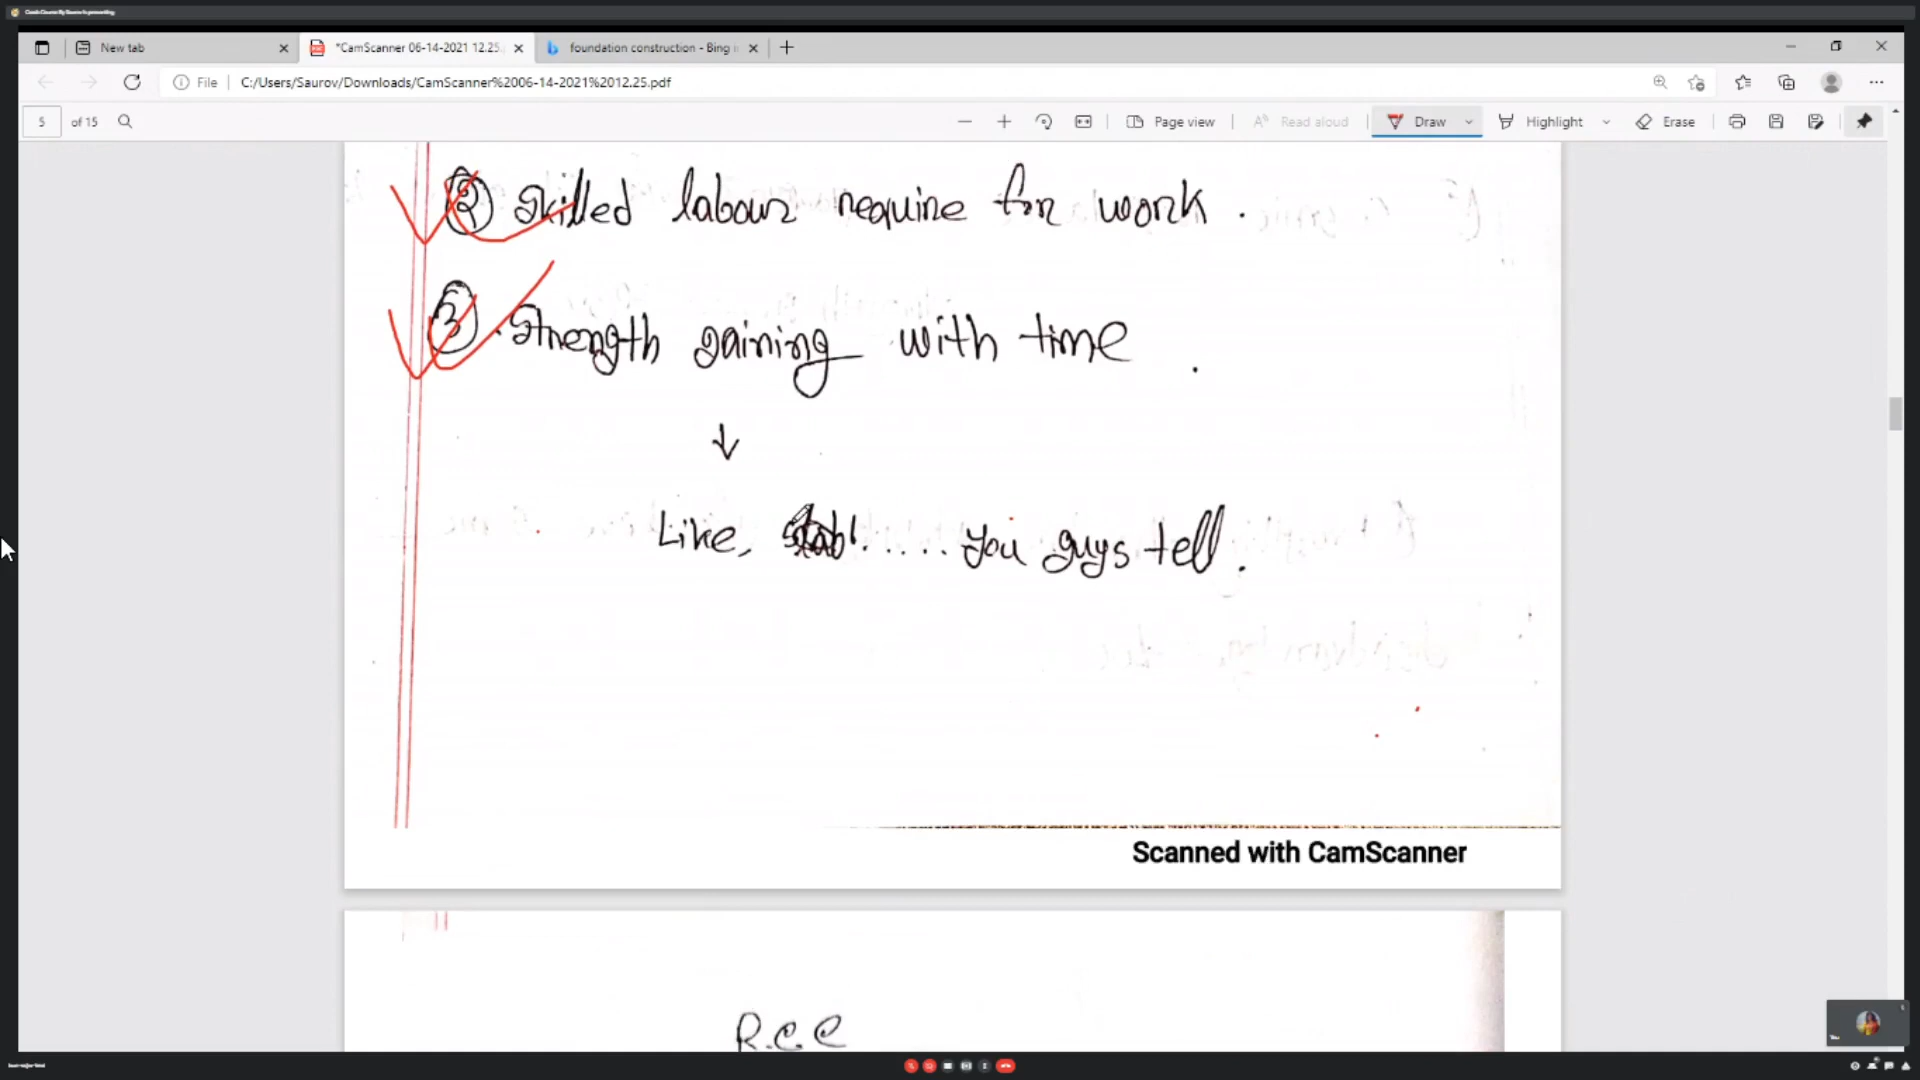 New tab
*CamScanner 06-14-2021 12.25.
foundation construction - Bing i
File
C:/Users/Saurov/Downloads/CamScanner%2006-14-2021%2012.25.pdf
5 of 15
Page view
Read aloud
Draw
Highlight
Erase
② Skilled labour require for work.
③ . Strength gaining with time .
↓
Like, ..... You guys tell.
Scanned with CamScanner
R.C.C